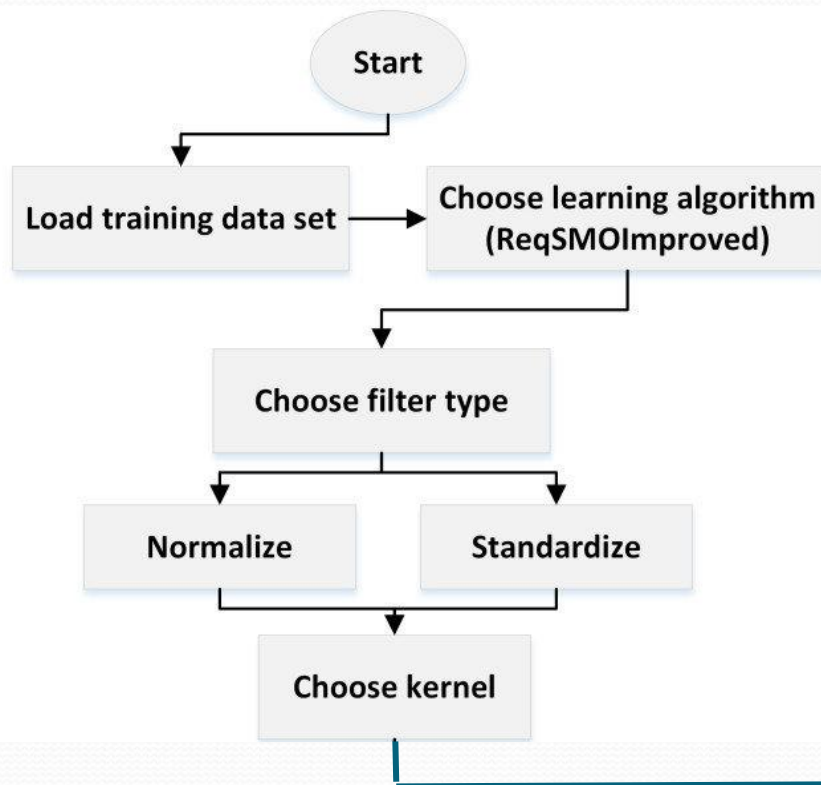 Start
Load training data set
Choose learning algorithm
(ReqSMOImproved)
Choose filter type
Normalize
Standardize
Choose kernel